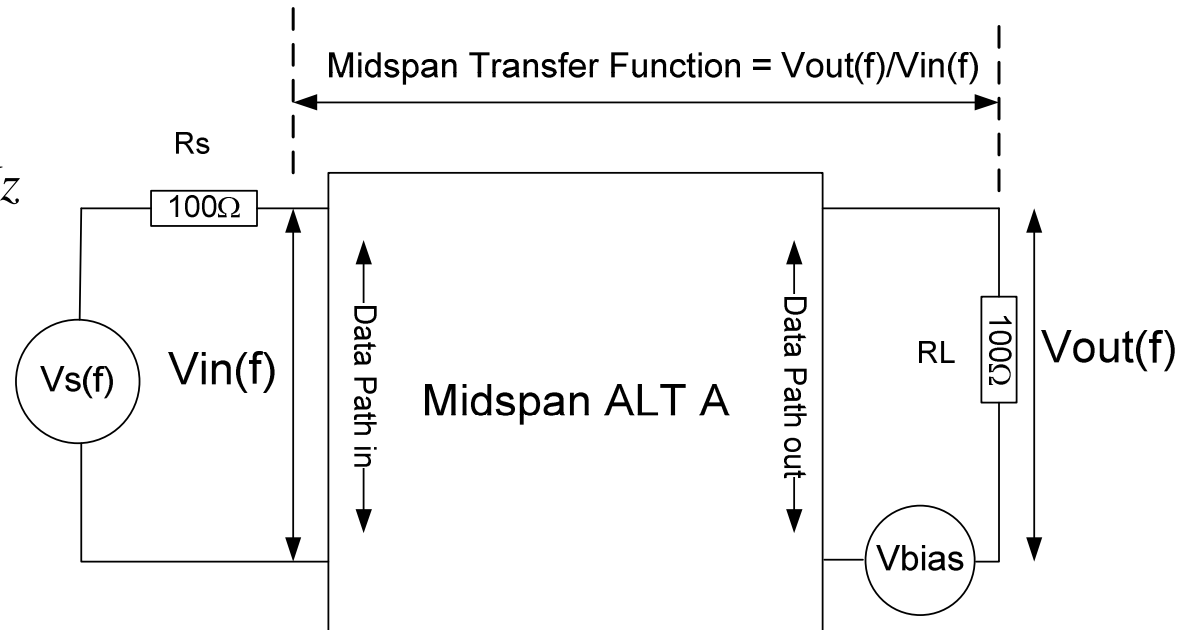 Midspan Transfer Function = Vout(f)/Vin(f)
Rs
z
100Ω
Data Path in
Data Path out
Vs(f)
Vin(f)
Midspan ALT A
RL
100Ω
Vout(f)
Vbias